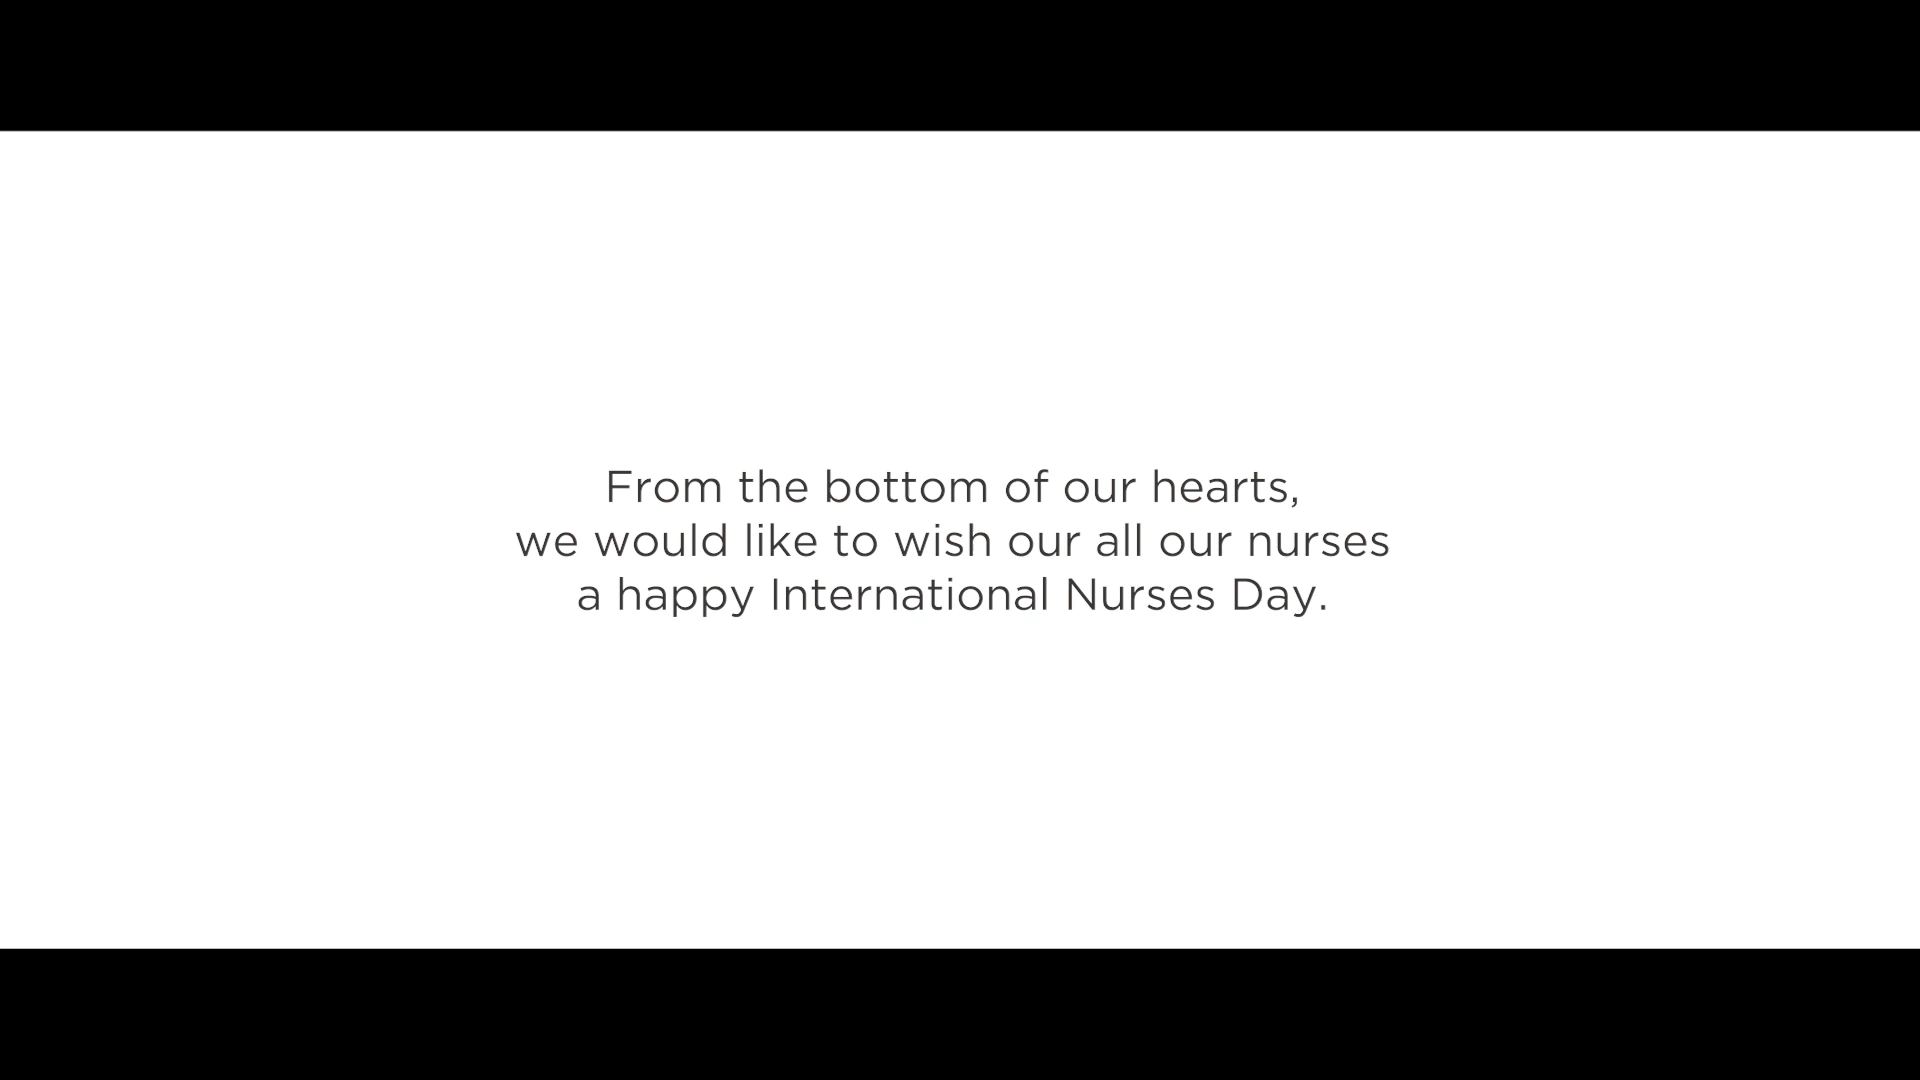 From the bottom of our hearts,
we would like to wish our all our nurses
a happy International Nurses Day.